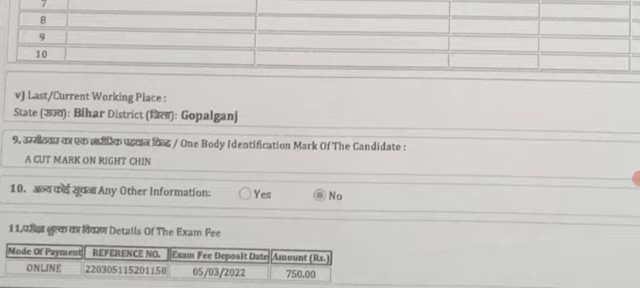 7
8
9
10
v) Last/Current Working Place :
State (राज्य): Bihar District (जिला): Gopalganj
9. उम्मीदवार का एक शारीरिक पहचान चिन्ह / One Body Identification Mark Of The Candidate :
A CUT MARK ON RIGHT CHIN
10. अन्य कोई सूचना Any Other Information: Yes No
11.परीक्षा शुल्क का विवरण Details Of The Exam Fee
Mode Of Payment REFERENCE NO. Exam Fee Deposit Date Amount (Rs.)
ONLINE 220305115201150 05/03/2022 750.00